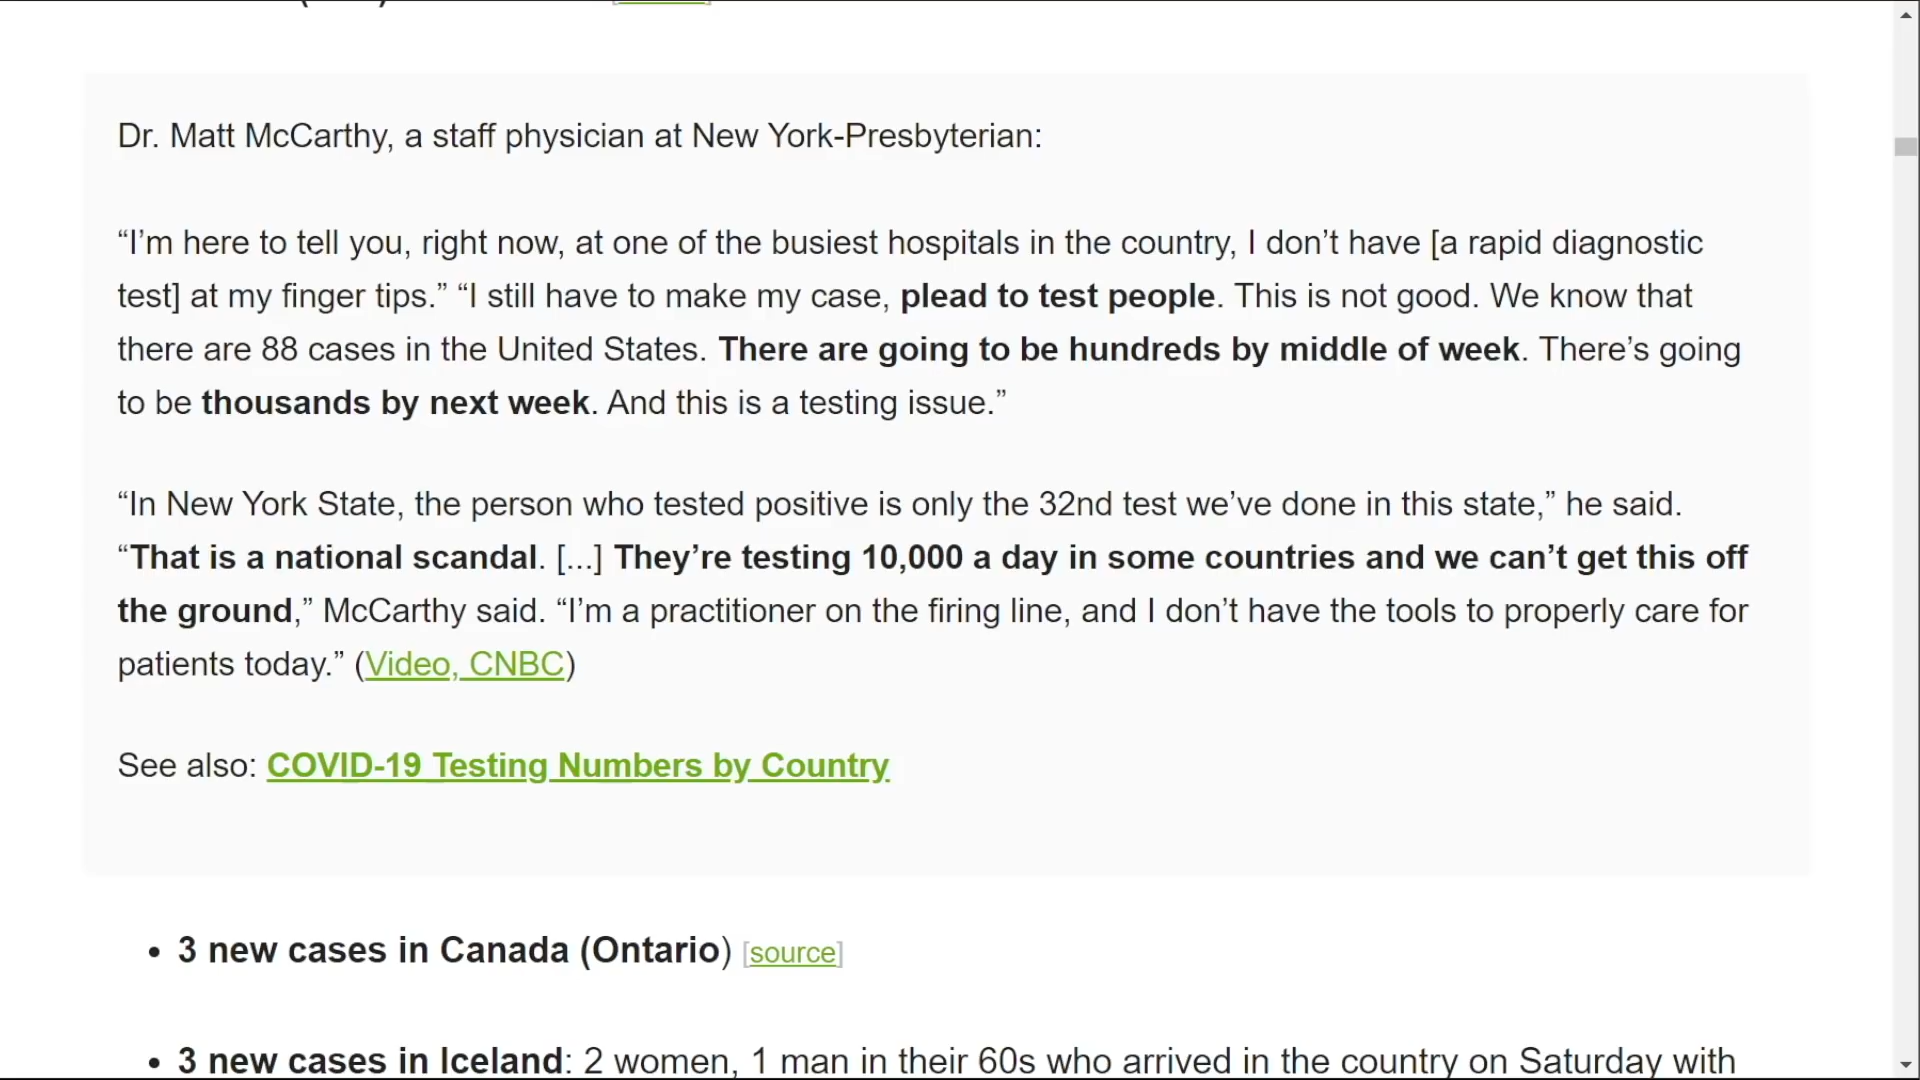 Dr. Matt McCarthy, a staff physician at New York-Presbyterian:
“I’m here to tell you, right now, at one of the busiest hospitals in the country, I don’t have [a rapid diagnostic
test] at my finger tips.” “I still have to make my case, plead to test people. This is not good. We know that
there are 88 cases in the United States. There are going to be hundreds by middle of week. There’s going
to be thousands by next week. And this is a testing issue.”
“In New York State, the person who tested positive is only the 32nd test we’ve done in this state,” he said.
“That is a national scandal. [...] They’re testing 10,000 a day in some countries and we can’t get this off
the ground,” McCarthy said. “I’m a practitioner on the firing line, and I don’t have the tools to properly care for
patients today.” (Video, CNBC)
See also: COVID-19 Testing Numbers by Country
• 3 new cases in Canada (Ontario) [source]
• 3 new cases in Iceland: 2 women, 1 man in their 60s who arrived in the country on Saturday with